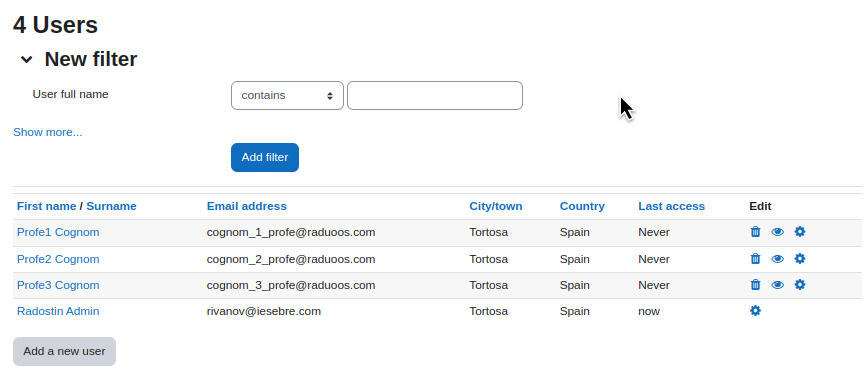 4 Users
New filter
User full name contains
Show more...
Add filter
First name / Surname Email address City/town Country Last access Edit
Profe1 Cognom cognom_1_profe@raduoos.com Tortosa Spain Never
Profe2 Cognom cognom_2_profe@raduoos.com Tortosa Spain Never
Profe3 Cognom cognom_3_profe@raduoos.com Tortosa Spain Never
Radostin Admin rivanov@iesebre.com Tortosa Spain now
Add a new user